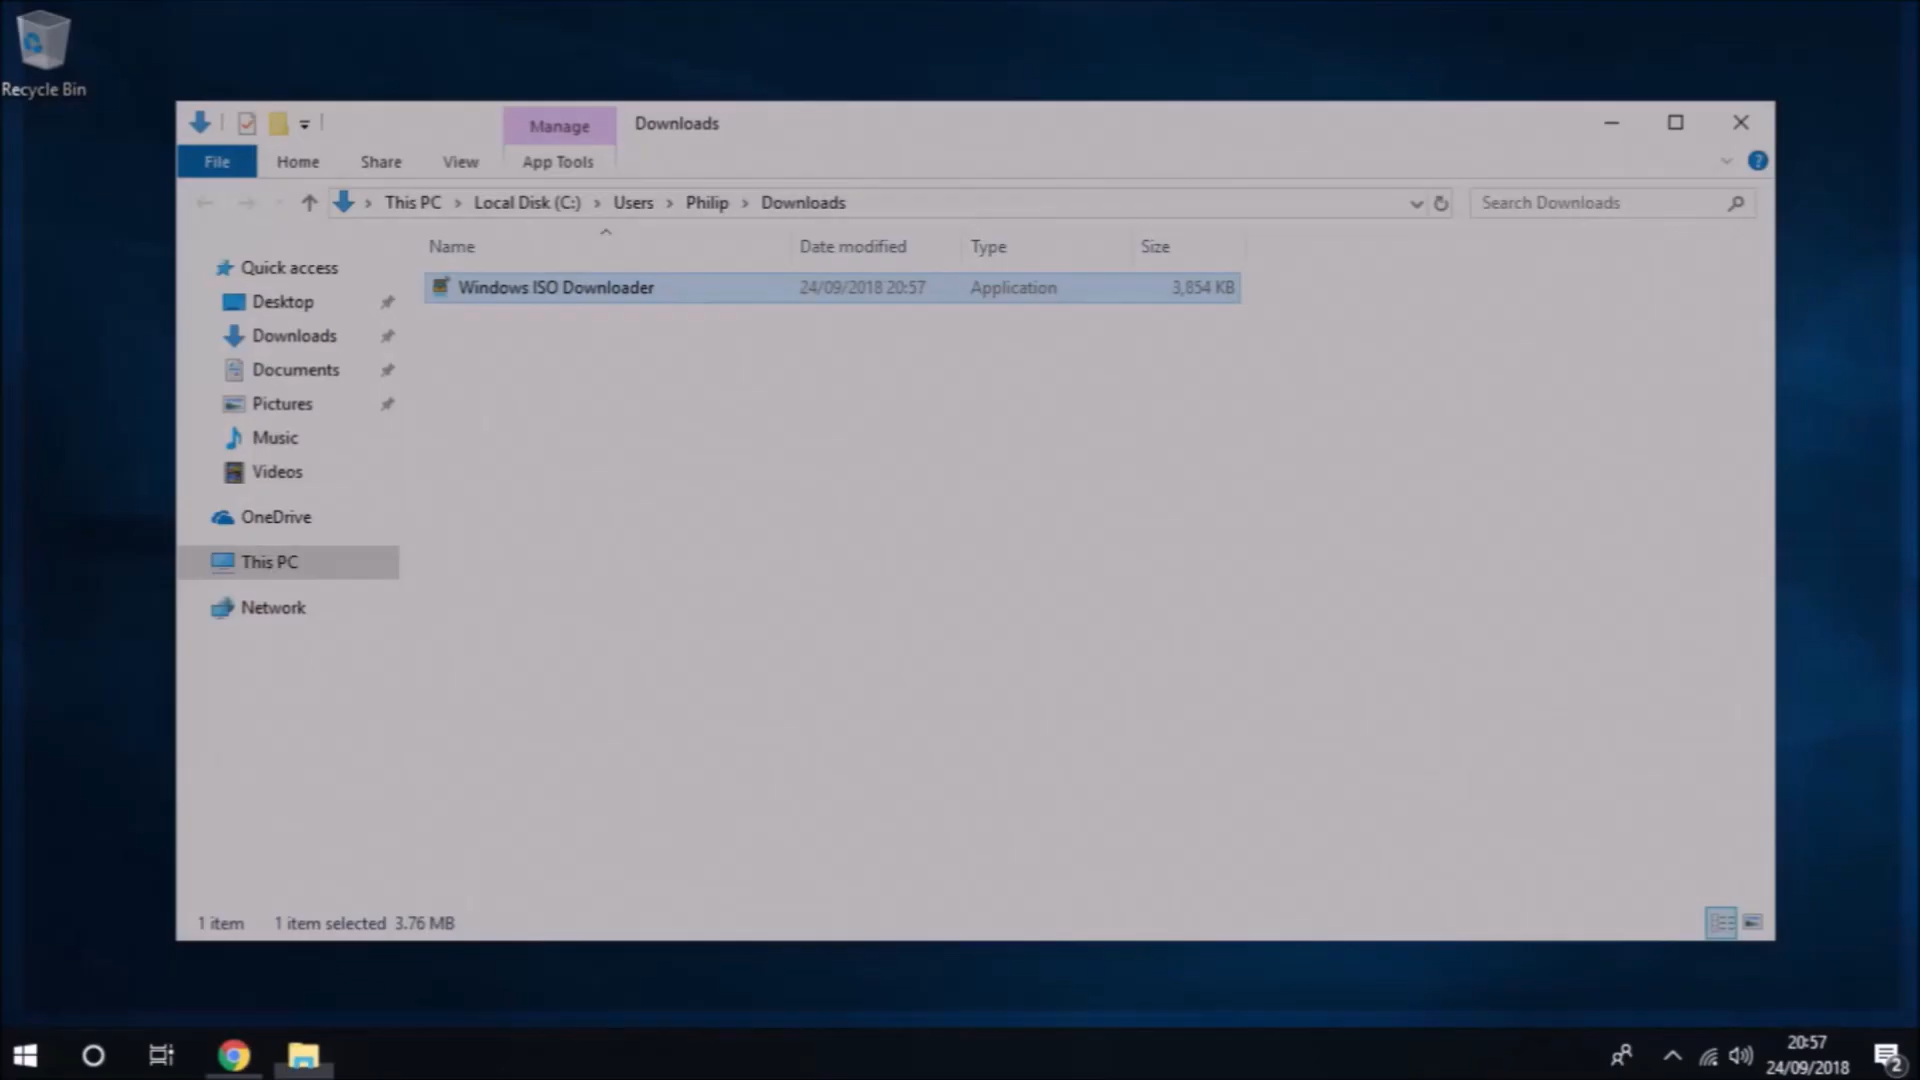 Recycle Bin
Manage
Downloads
File
Home
Share
View
App Tools
This PC
Local Disk (C:)
Users
Philip
Downloads
Search Downloads
Name
Date modified
Type
Size
Quick access
Windows ISO Downloader
24/09/2018 20:57
Application
3,854 KB
Desktop
Downloads
Documents
Pictures
Music
Videos
OneDrive
This PC
Network
1 item
1 item selected 3.76 MB
20:57
24/09/2018
2